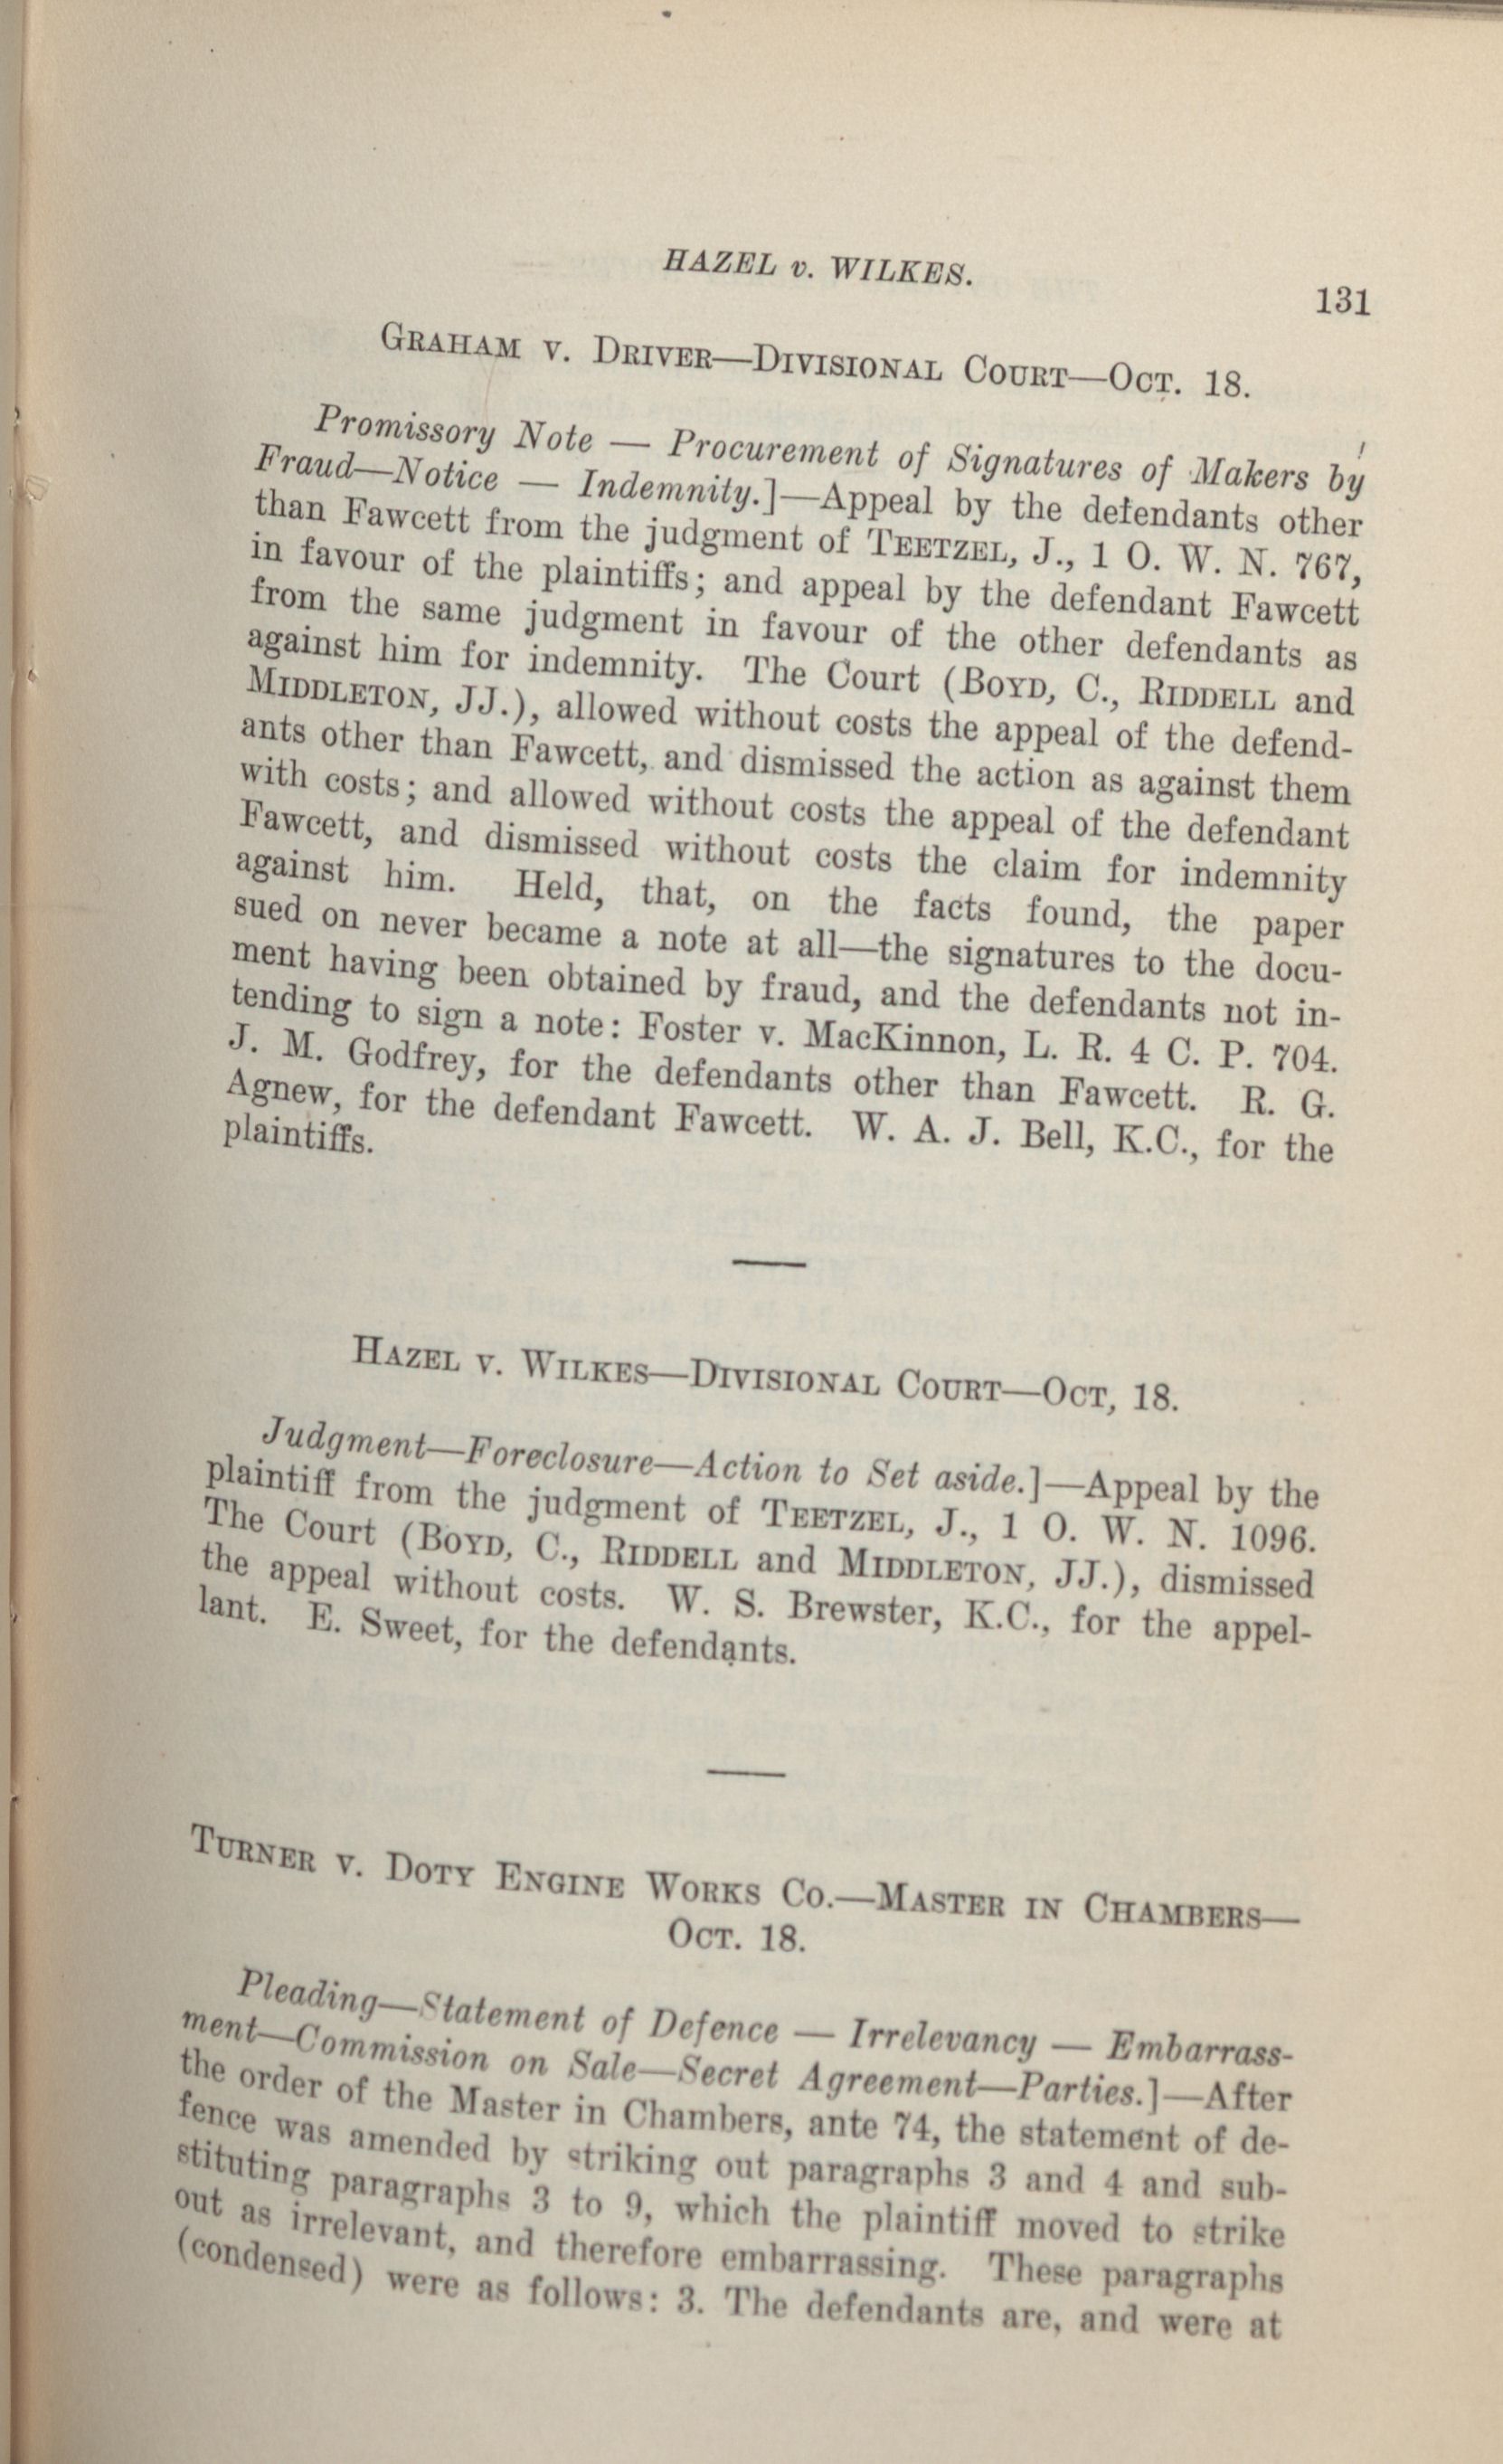 HAZEL v. WILKES.
131
GRAHAM V. DRIVER—DIVISIONAL COURT—OCT. 18.
Promissory Note — Procurement of Signatures of Makers by
Fraud—Notice — Indemnity.]—Appeal by the defendants other
than Fawcett from the judgment of TEETZEL, J., 1 O. W. N. 767,
in favour of the plaintiffs; and appeal by the defendant Fawcett
from the same judgment in favour of the other defendants as
against him for indemnity. The Court (BOYD, C., RIDDELL and
MIDDLETON, JJ.), allowed without costs the appeal of the defend-
ants other than Fawcett, and dismissed the action as against them
with costs; and allowed without costs the appeal of the defendant
Fawcett, and dismissed without costs the claim for indemnity
against him. Held, that, on the facts found, the paper
sued on never became a note at all—the signatures to the docu-
ment having been obtained by fraud, and the defendants not in-
tending to sign a note: Foster v. MacKinnon, L. R. 4 C. P. 704.
J. M. Godfrey, for the defendants other than Fawcett. R. G.
Agnew, for the defendant Fawcett. W. A. J. Bell, K.C., for the
plaintiffs.
HAZEL V. WILKES—DIVISIONAL COURT—OCT, 18.
Judgment—Foreclosure—Action to Set aside.]—Appeal by the
plaintiff from the judgment of TEETZEL, J., 1 O. W. N. 1096.
The Court (BOYD, C., RIDDELL and MIDDLETON, JJ.), dismissed
the appeal without costs. W. S. Brewster, K.C., for the appel-
lant. E. Sweet, for the defendants.
TURNER V. DOTY ENGINE WORKS CO.—MASTER IN CHAMBERS—
OCT. 18.
Pleading—Statement of Defence — Irrelevancy — Embarrass-
ment—Commission on Sale—Secret Agreement—Parties.]—After
the order of the Master in Chambers, ante 74, the statement of de-
fence was amended by striking out paragraphs 3 and 4 and sub-
stituting paragraphs 3 to 9, which the plaintiff moved to strike
out as irrelevant, and therefore embarrassing. These paragraphs
(condensed) were as follows: 3. The defendants are, and were at